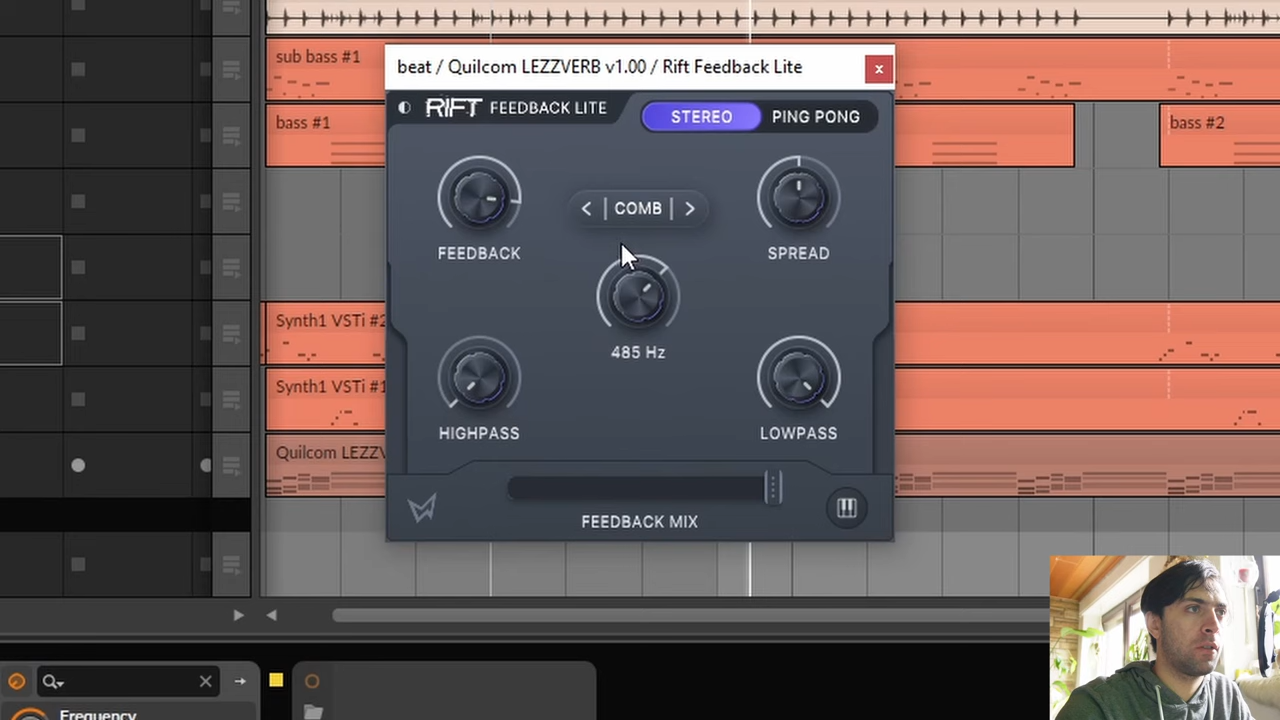 sub bass #1
beat / Quilcom LEZZVERB v1.00 / Rift Feedback Lite
x
RIFT FEEDBACK LITE
STEREO
PING PONG
bass #1
bass #2
< | COMB | >
FEEDBACK
SPREAD
485 Hz
Synth1 VSTi #2
Synth1 VSTi #1
HIGHPASS
LOWPASS
Quilcom LEZZV
FEEDBACK MIX
Frequency